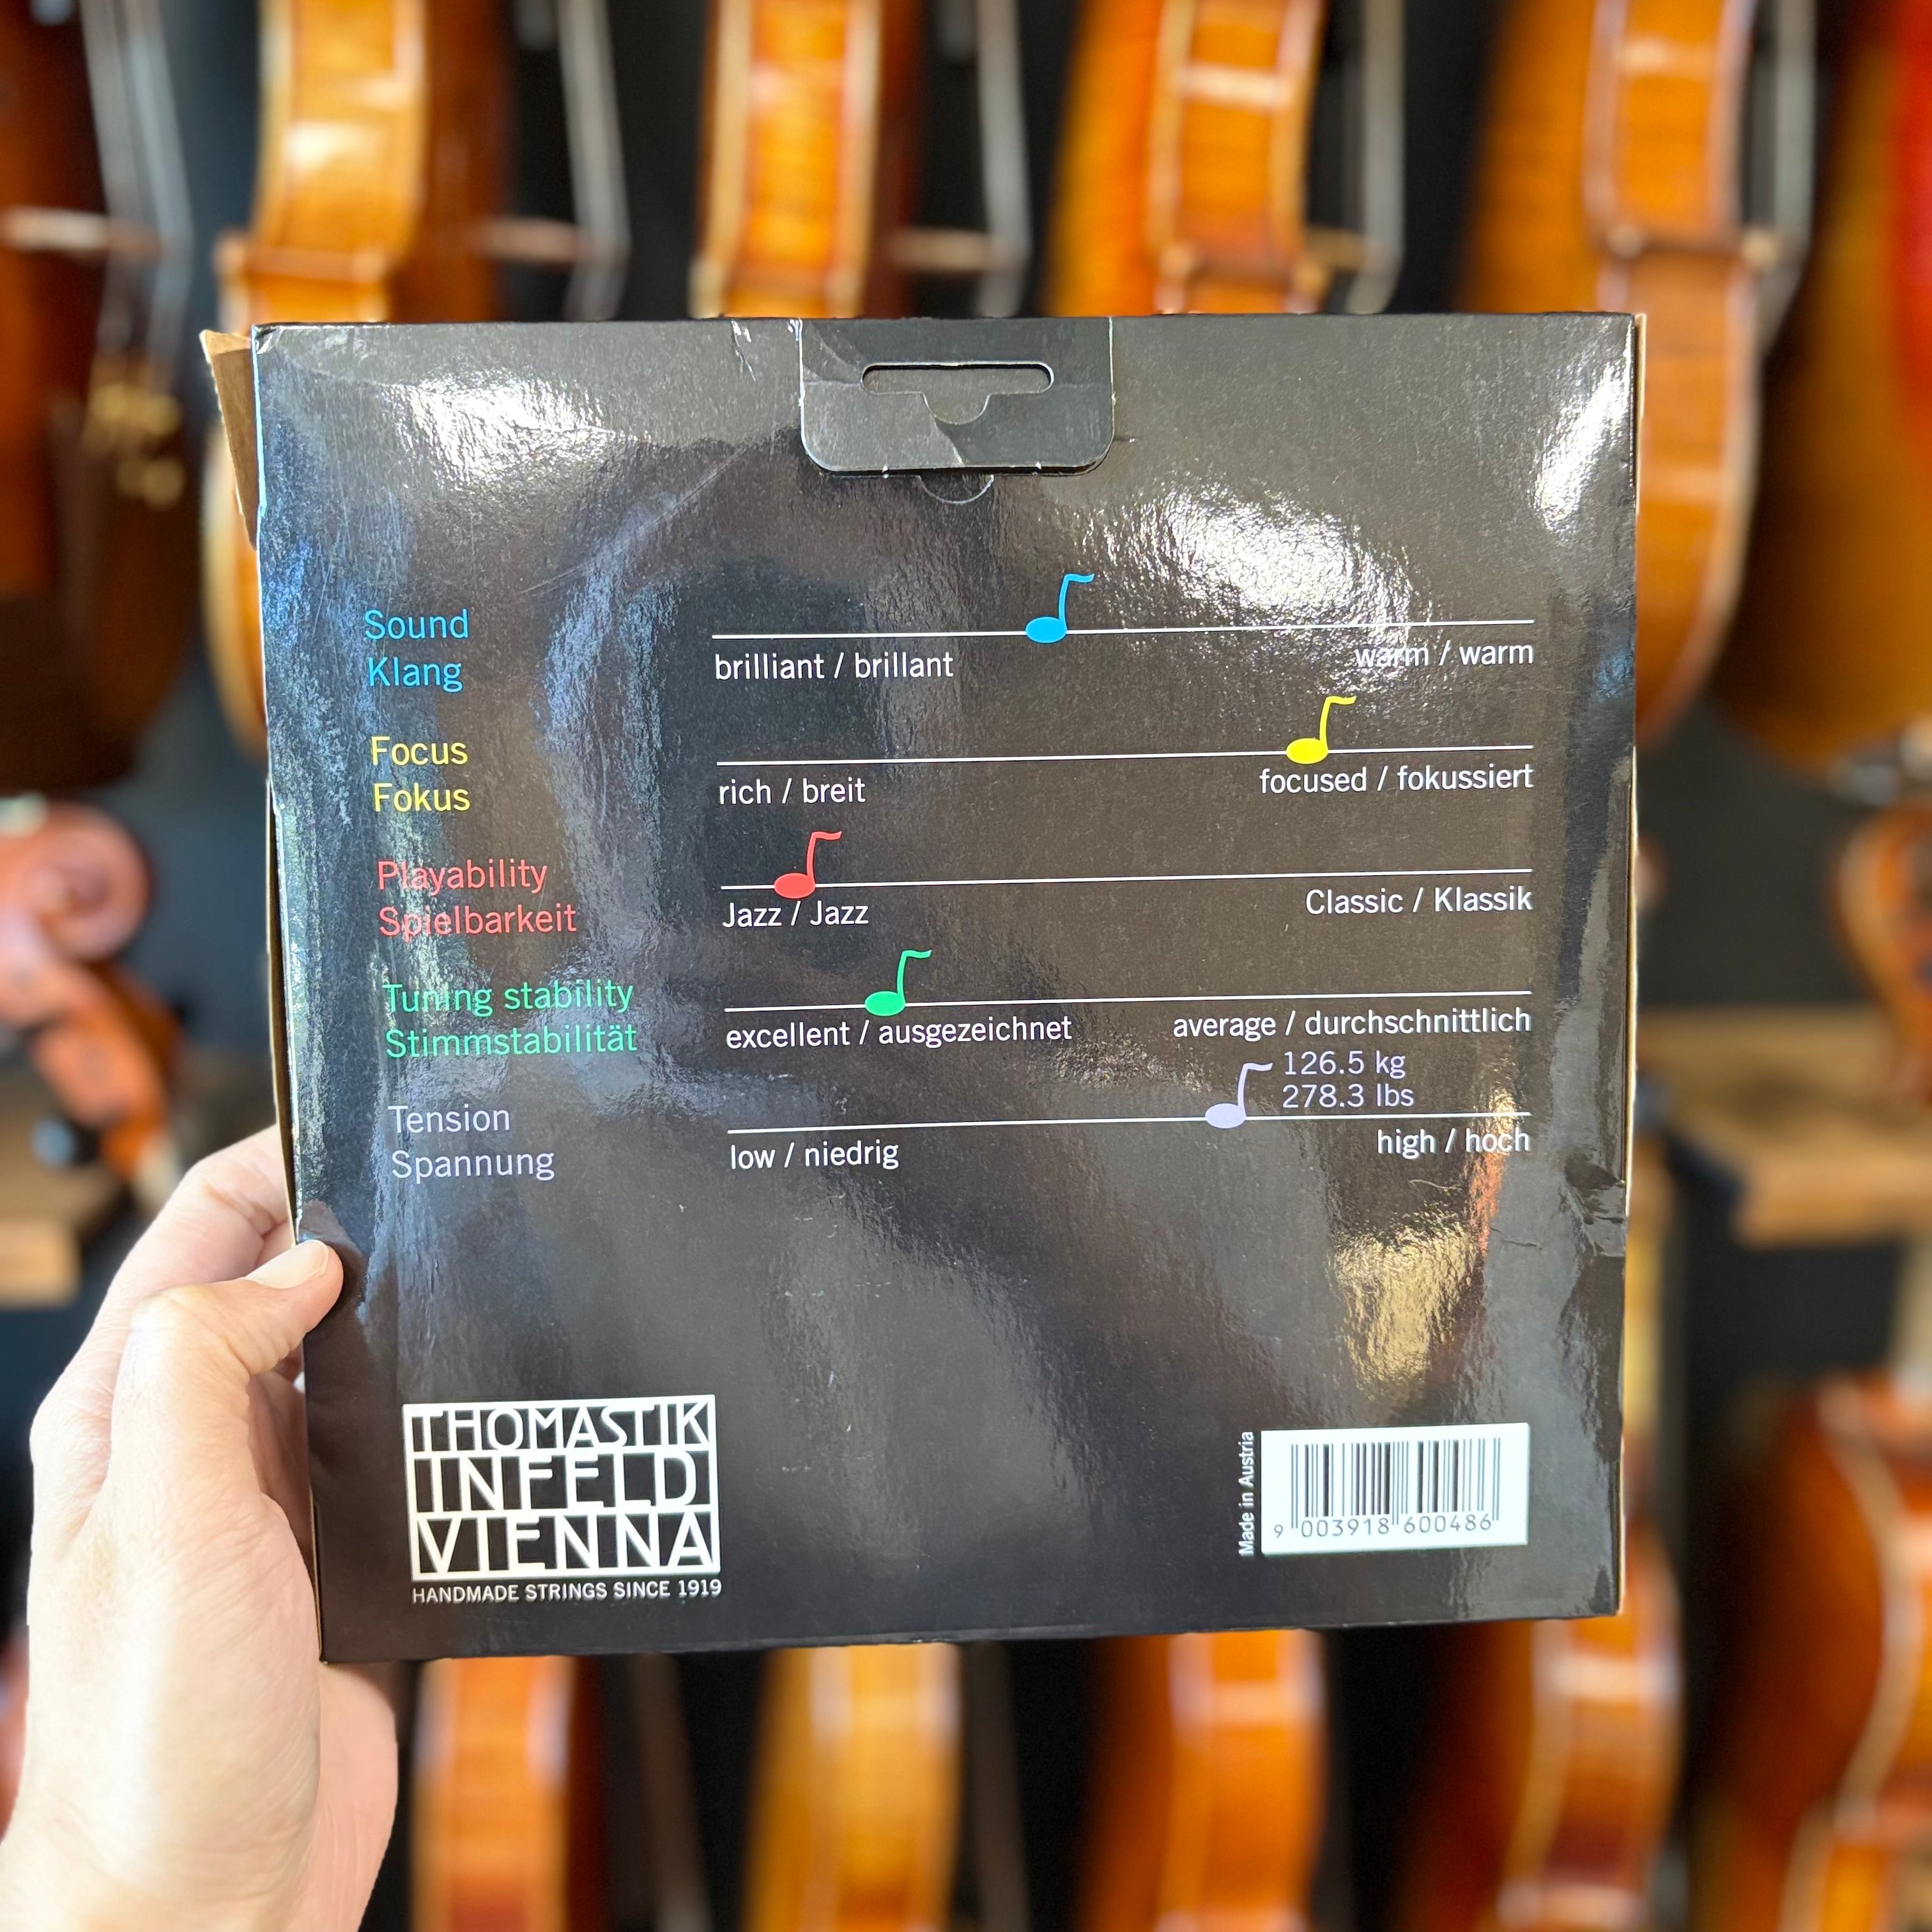 Sound
Klang
brilliant / brillant
warm / warm
Focus
Fokus
rich / breit
focused / fokussiert
Playability
Spielbarkeit
Jazz / Jazz
Classic / Klassik
Tuning stability
Stimmstabilität
excellent / ausgezeichnet
average / durchschnittlich
Tension
Spannung
126.5 kg
278.3 lbs
low / niedrig
high / hoch
THOMASTIK
INFELD
VIENNA
HANDMADE STRINGS SINCE 1919
Made in Austria
9 003918 600486